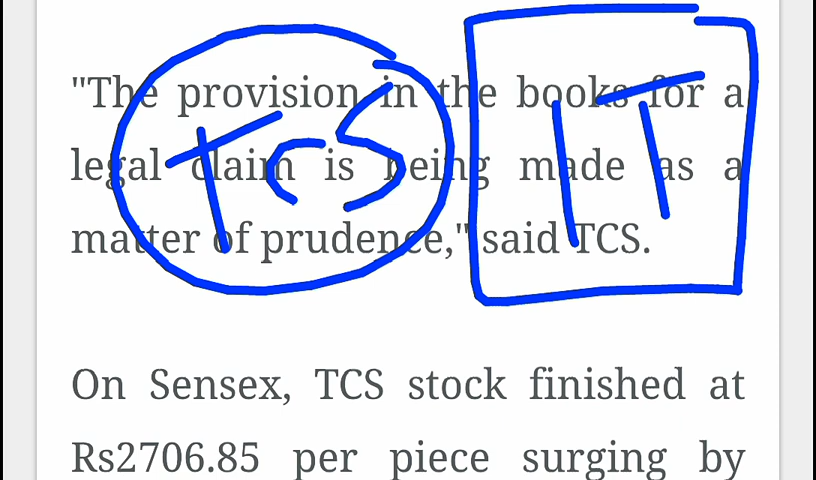 "The provision in the books for a
legal claim is being made as a
matter of prudence," said TCS.
TCS
IT
On Sensex, TCS stock finished at
Rs2706.85 per piece surging by